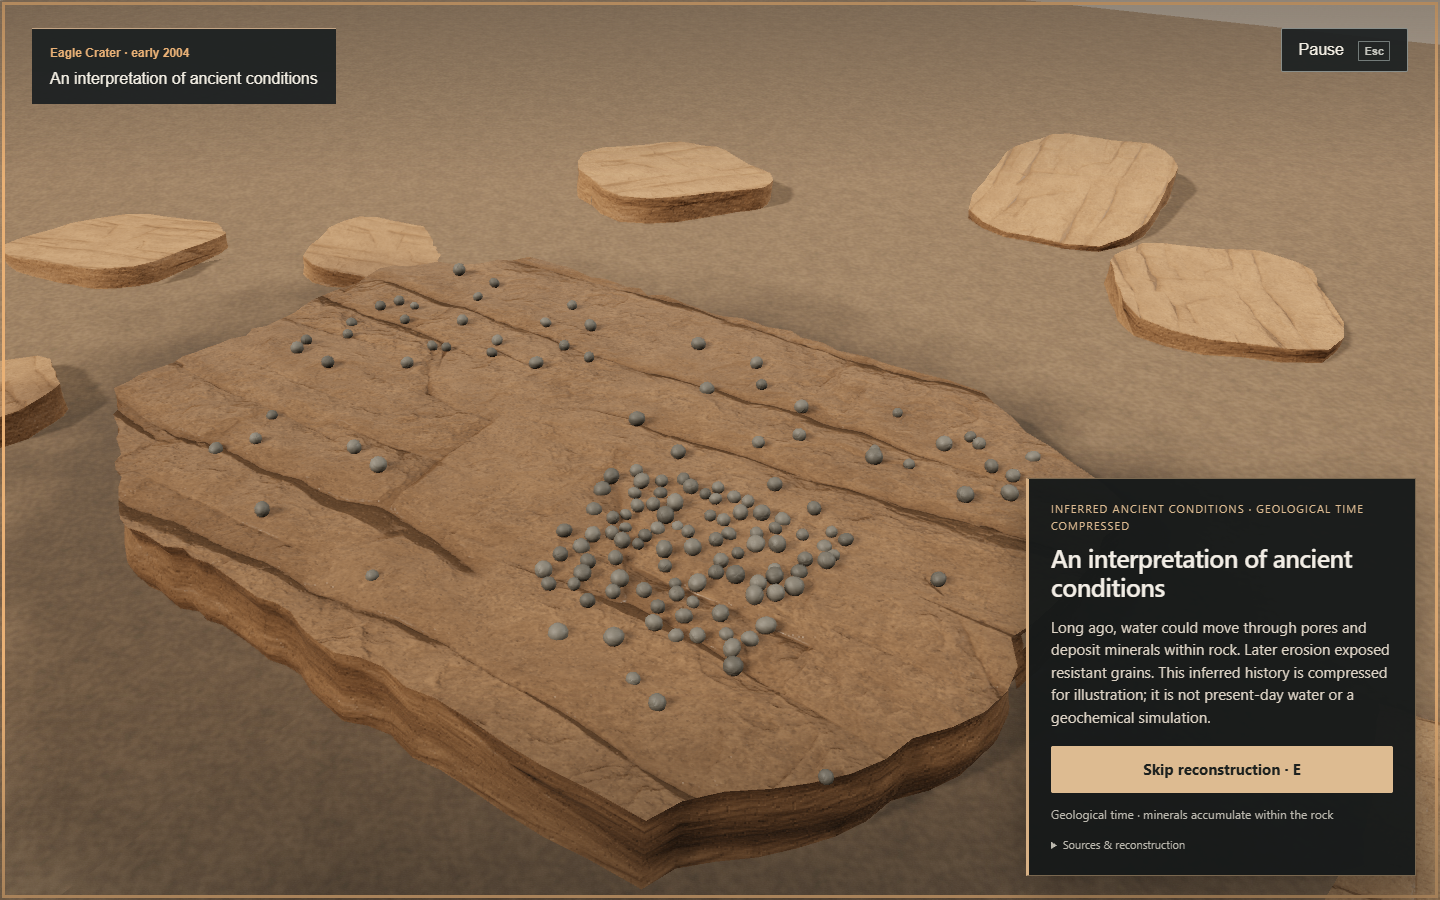 Eagle Crater · early 2004
An interpretation of ancient conditions
Pause Esc
INFERRED ANCIENT CONDITIONS · GEOLOGICAL TIME
COMPRESSED
An interpretation of ancient
conditions
Long ago, water could move through pores and
deposit minerals within rock. Later erosion exposed
resistant grains. This inferred history is compressed
for illustration; it is not present-day water or a
geochemical simulation.
Skip reconstruction · E
Geological time · minerals accumulate within the rock
▶ Sources & reconstruction